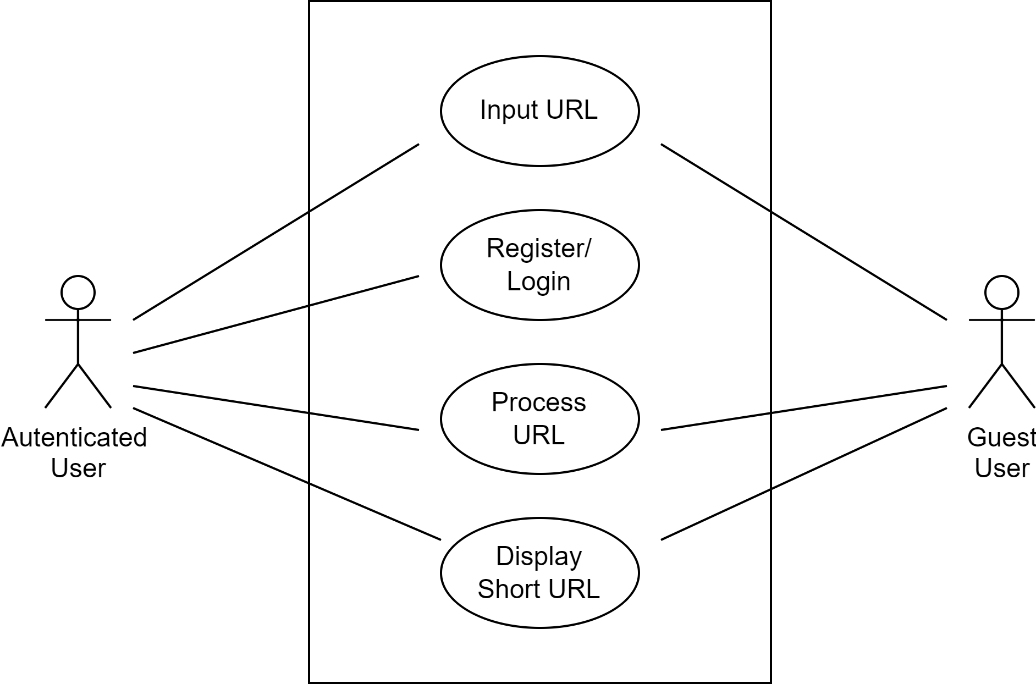 Input URL
Register/
Login
Process
URL
Display
Short URL
Autenticated
User
Guest
User